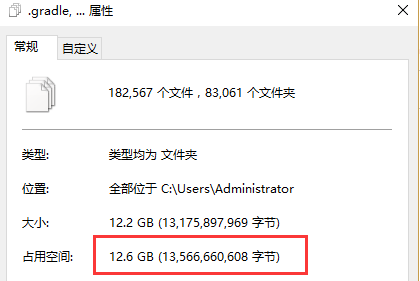 .gradle, ... 属性
常规
自定义
182,567 个文件，83,061 个文件夹
类型: 类型均为 文件夹
位置: 全部位于 C:\Users\Administrator
大小: 12.2 GB (13,175,897,969 字节)
占用空间: 12.6 GB (13,566,660,608 字节)